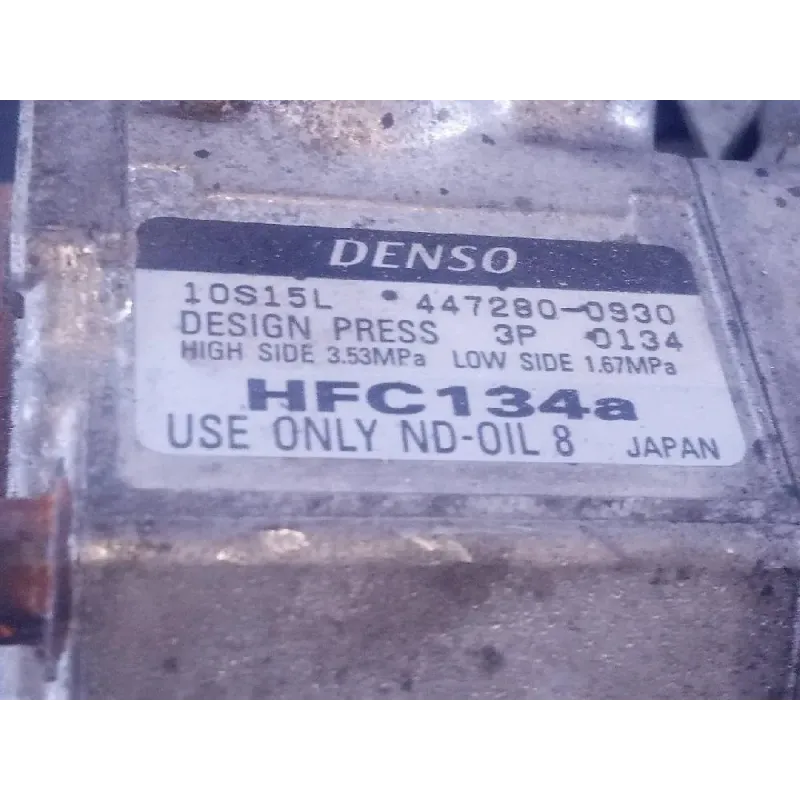 DENSO
10S15L •447280-0930
DESIGN PRESS 3P 0134
HIGH SIDE 3.53MPa LOW SIDE 1.67MPa
HFC134a
USE ONLY ND-OIL 8 JAPAN